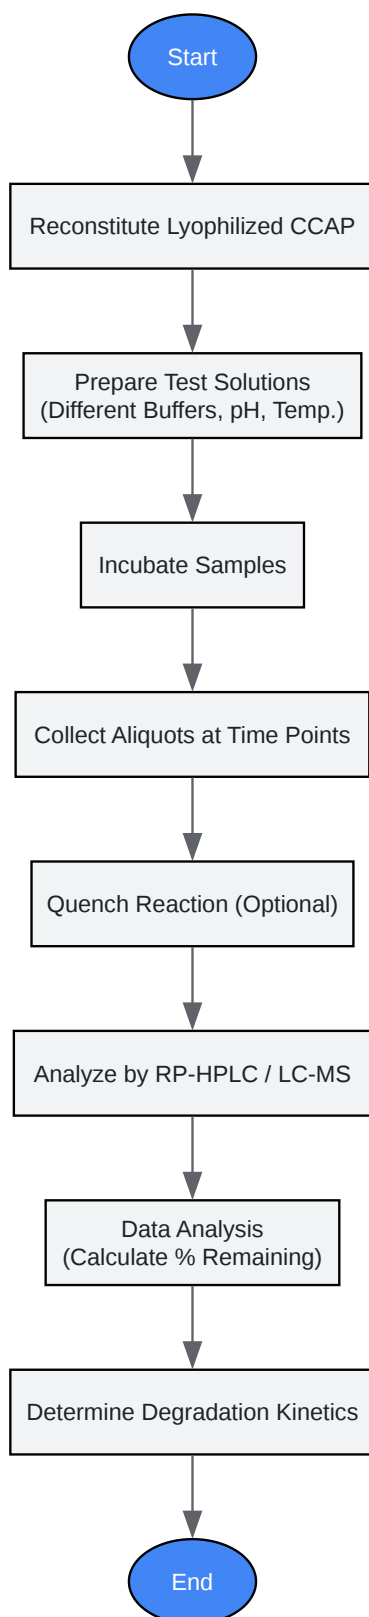 Start
Reconstitute Lyophilized CCAP
Prepare Test Solutions
(Different Buffers, pH, Temp.)
Incubate Samples
Collect Aliquots at Time Points
Quench Reaction (Optional)
Analyze by RP-HPLC / LC-MS
Data Analysis
(Calculate % Remaining)
Determine Degradation Kinetics
End